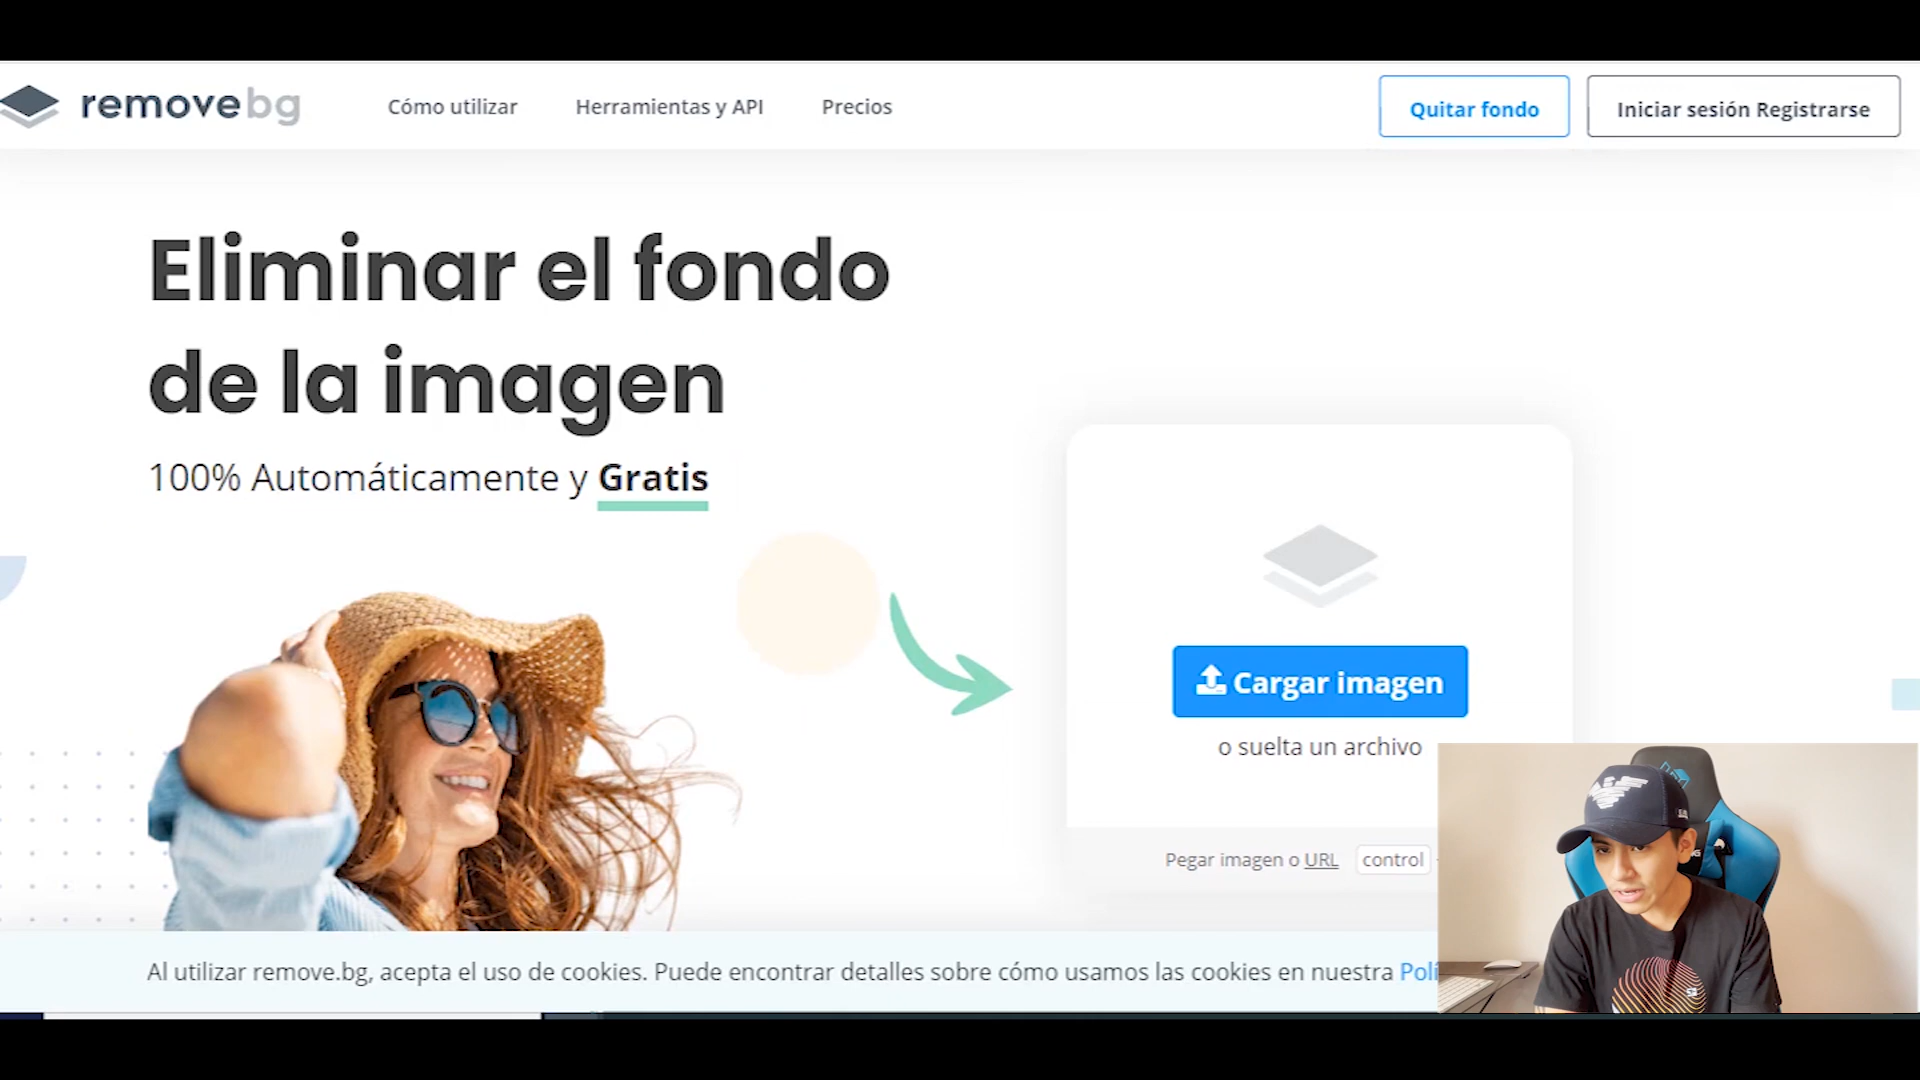 removebg
Cómo utilizar
Herramientas y API
Precios
Quitar fondo
Iniciar sesión Registrarse
Eliminar el fondo
de la imagen
100% Automáticamente y Gratis
Cargar imagen
o suelta un archivo
Pegar imagen o URL
control
Al utilizar remove.bg, acepta el uso de cookies. Puede encontrar detalles sobre cómo usamos las cookies en nuestra